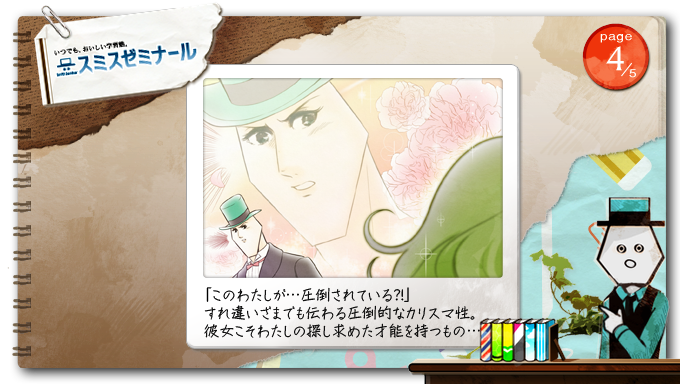 いつでも、おいしい学習塾。
スミスゼミナール
page
4/5
「このわたしが…圧倒されている?!」
すれ違いざまでも伝わる圧倒的なカリスマ性。
彼女こそわたしの探し求めた才能を持つもの…